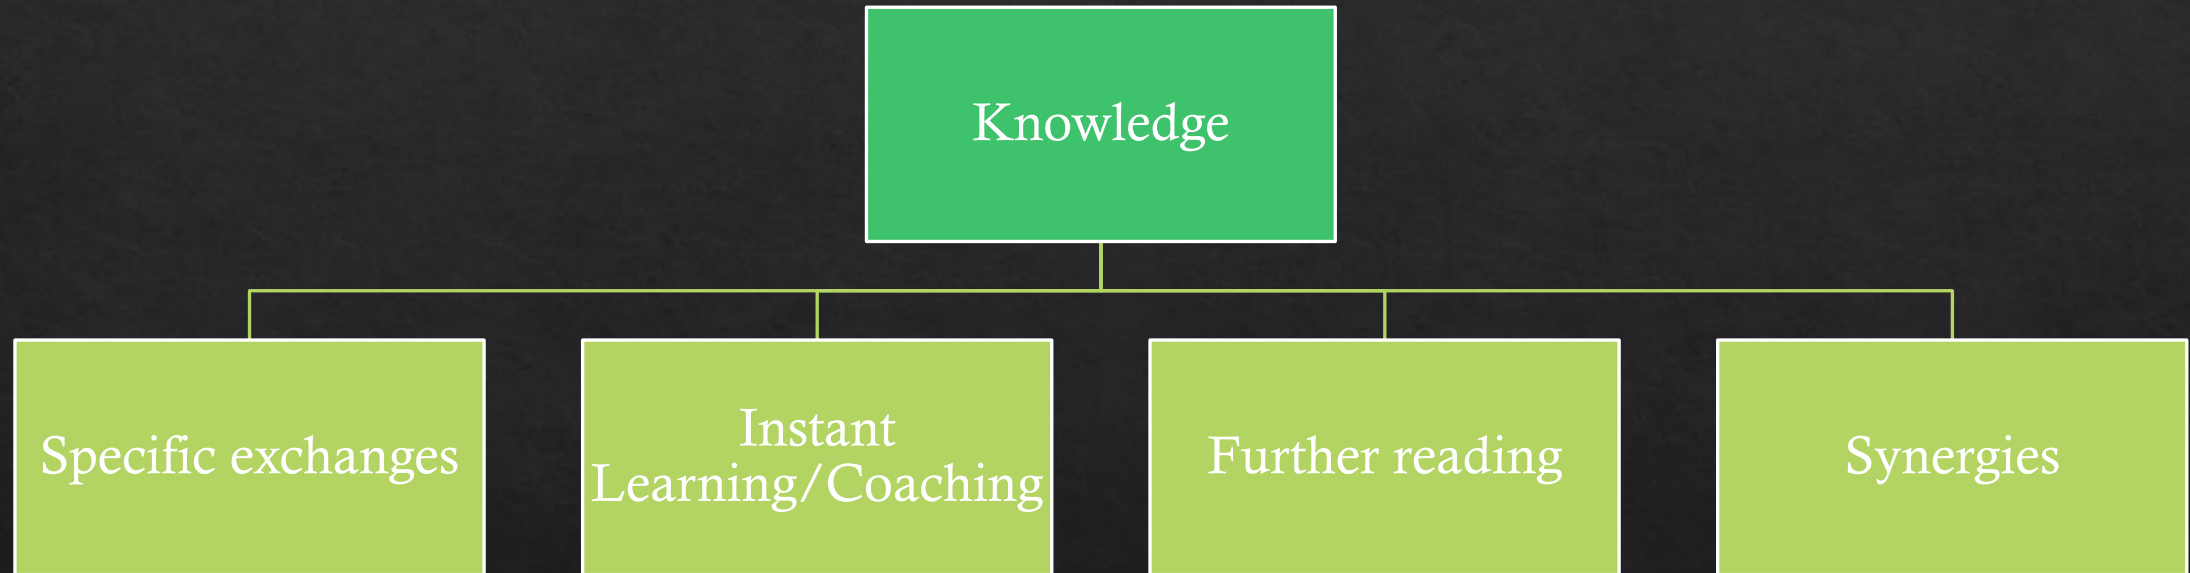 Knowledge
Specific exchanges
Instant
Learning/Coaching
Further reading
Synergies